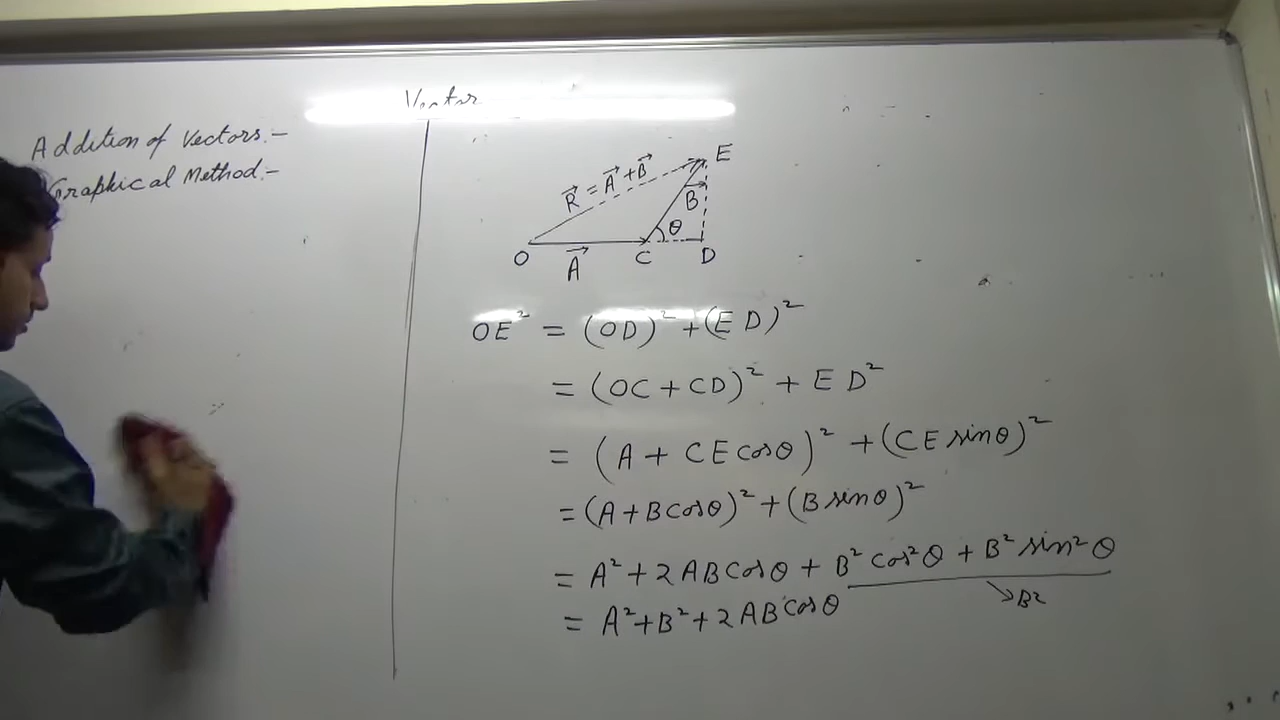 Vector
Addition of Vectors:-
Graphical Method:-
E
R⃗ = A⃗ + B⃗
B
θ
O
C
D
A⃗
OE² = (OD)² + (ED)²
= (OC + CD)² + ED²
= (A + CE cosθ)² + (CE sinθ)²
= (A + B cosθ)² + (B sinθ)²
= A² + 2AB cosθ + B² cos²θ + B² sin²θ
↘B²
= A² + B² + 2AB cosθ